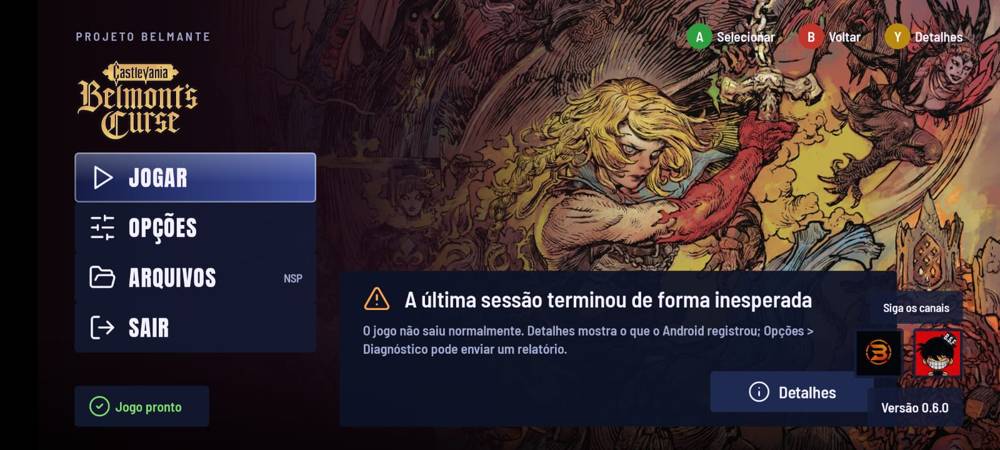 PROJETO BELMANTE
A Selecionar
B Voltar
Y Detalhes
Castlevania
Belmont's
Curse
JOGAR
OPÇÕES
ARQUIVOS NSP
SAIR
Jogo pronto
A última sessão terminou de forma inesperada
O jogo não saiu normalmente. Detalhes mostra o que o Android registrou; Opções >
Diagnóstico pode enviar um relatório.
Detalhes
Siga os canais
Versão 0.6.0